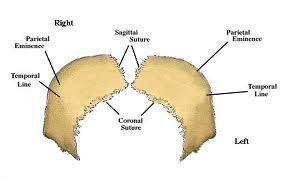 Right
Sagittal
Suture
Parietal
Eminence
Parietal
Eminence
Temporal
Line
Temporal
Line
Coronal
Suture
Left